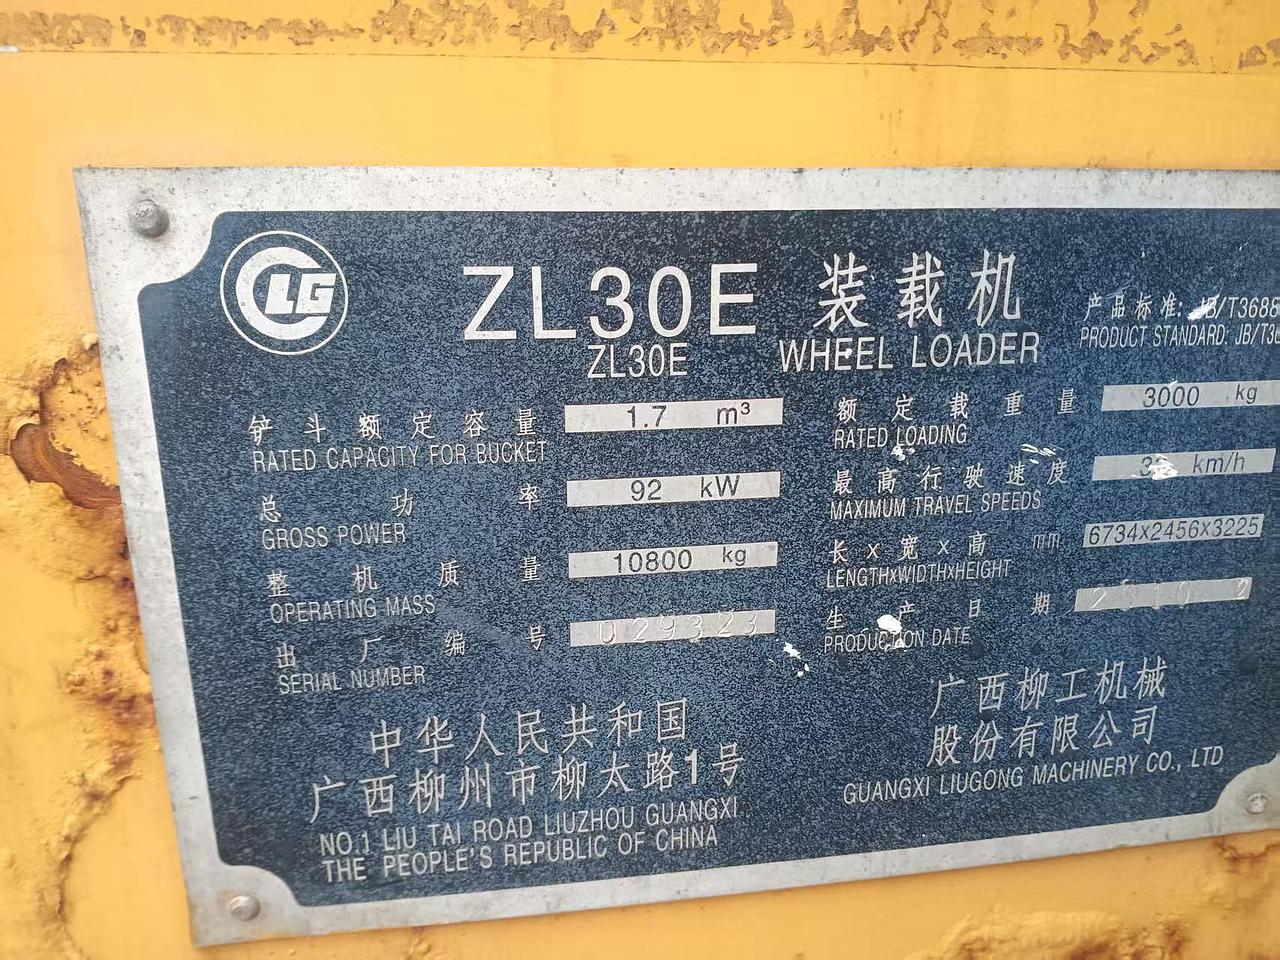 LG
ZL30E 装载机
ZL30E WHEEL LOADER
产品标准: JB/T3688
PRODUCT STANDARD: JB/T36
铲斗额定容量 1.7 m³
RATED CAPACITY FOR BUCKET
额定载重量 3000 kg
RATED LOADING
总功率 92 kW
GROSS POWER
最高行驶速度 km/h
MAXIMUM TRAVEL SPEEDS
整机质量 10800 kg
OPERATING MASS
长×宽×高 mm 6734x2456x3225
LENGTHxWIDTHxHEIGHT
出厂编号 029323
SERIAL NUMBER
生产日期 2010 2
PRODUCTION DATE
中华人民共和国
广西柳州市柳太路1号
NO.1 LIU TAI ROAD LIUZHOU GUANGXI
THE PEOPLE'S REPUBLIC OF CHINA
广西柳工机械
股份有限公司
GUANGXI LIUGONG MACHINERY CO., LTD